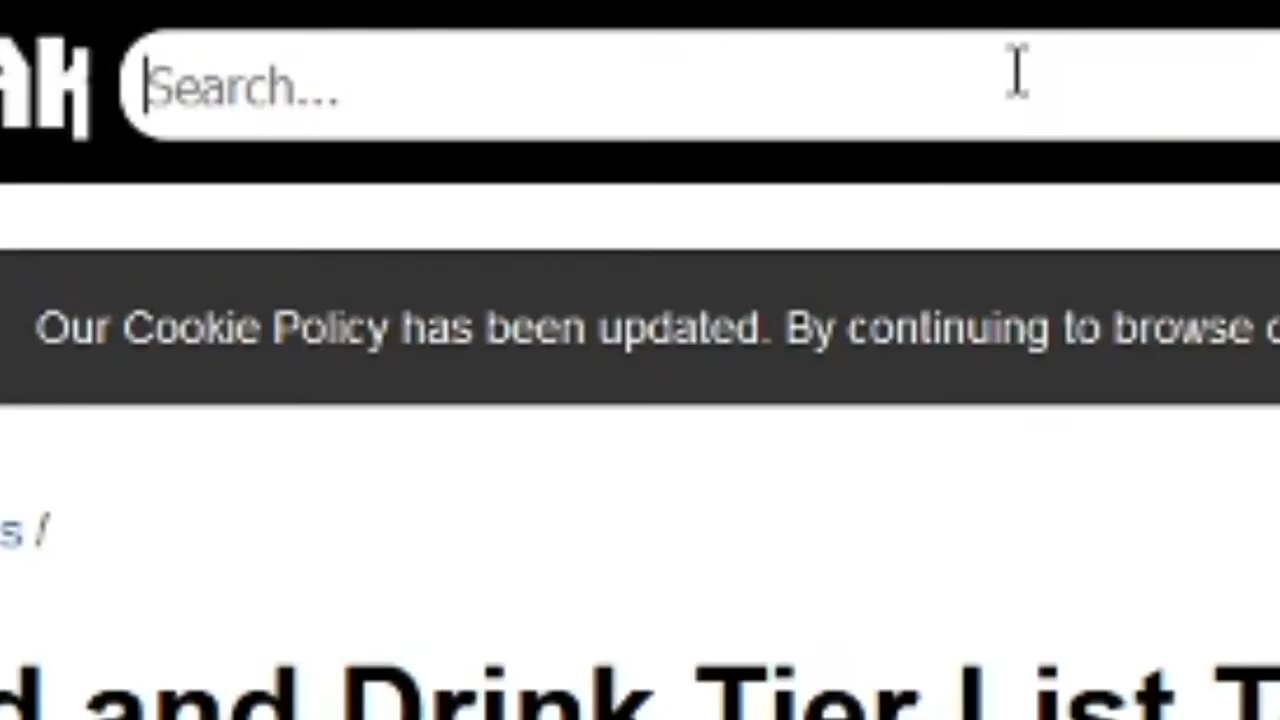 Search...
Our Cookie Policy has been updated. By continuing to browse
s /
d and Drink Tier List T